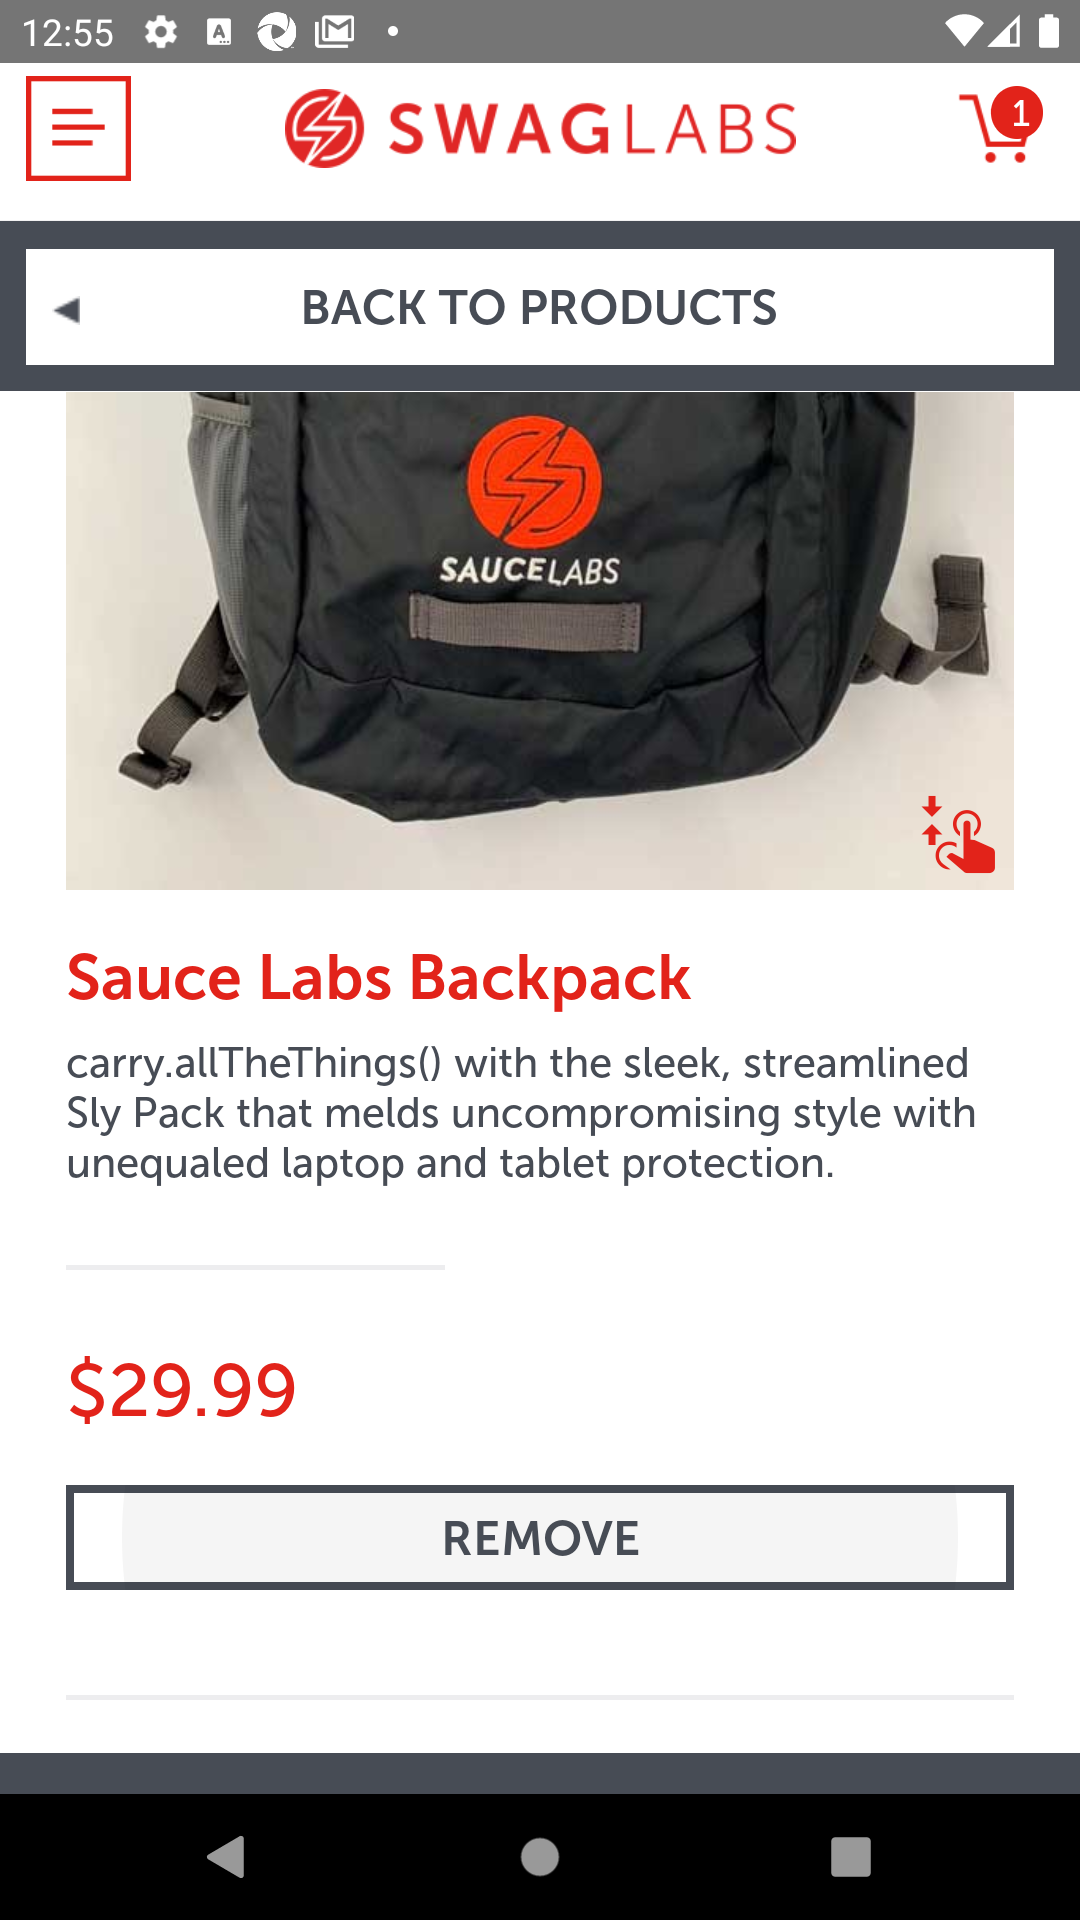 12:55
SWAGLABS
1
BACK TO PRODUCTS
SAUCELABS
Sauce Labs Backpack
carry.allTheThings() with the sleek, streamlined
Sly Pack that melds uncompromising style with
unequaled laptop and tablet protection.
$29.99
REMOVE